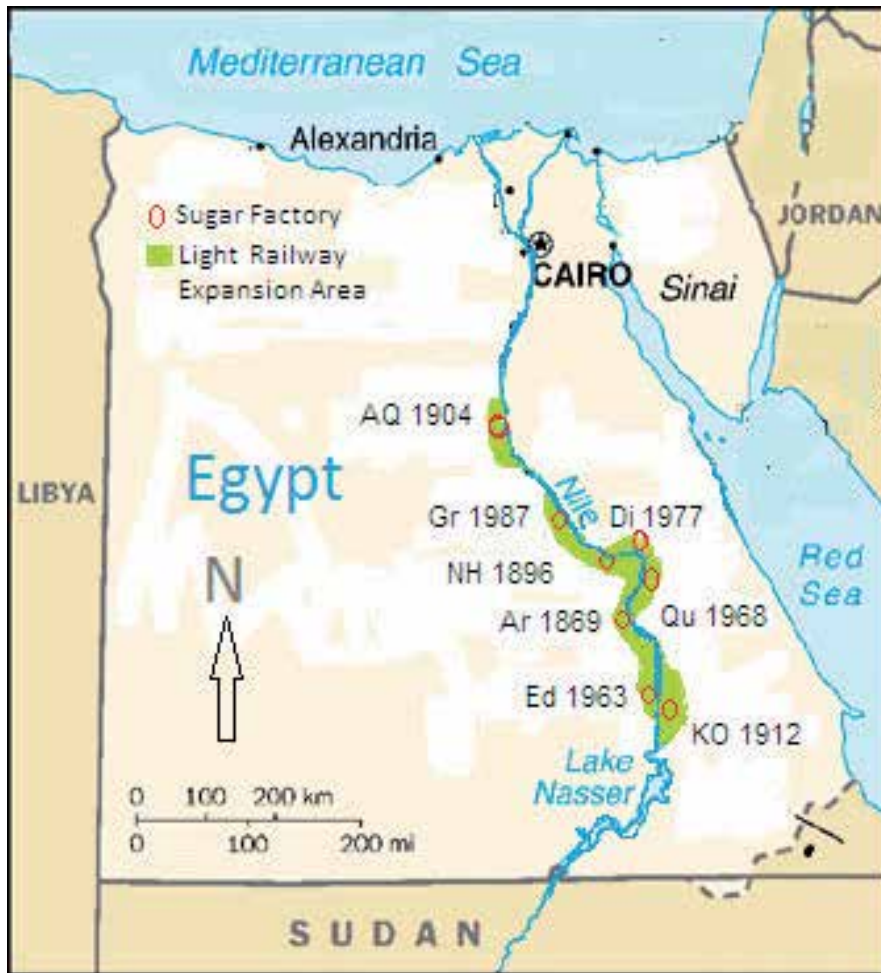 Mediterranean Sea
Alexandria
Sugar Factory
Light Railway
Expansion Area
JORDAN
CAIRO
Sinai
AQ 1904
Egypt
LIBYA
Nile
Gr 1987
Di 1977
NH 1896
Red
Sea
N
Ar 1869
Qu 1968
Ed 1963
KO 1912
Lake
Nasser
0 100 200 km
0 100 200 mi
SUDAN